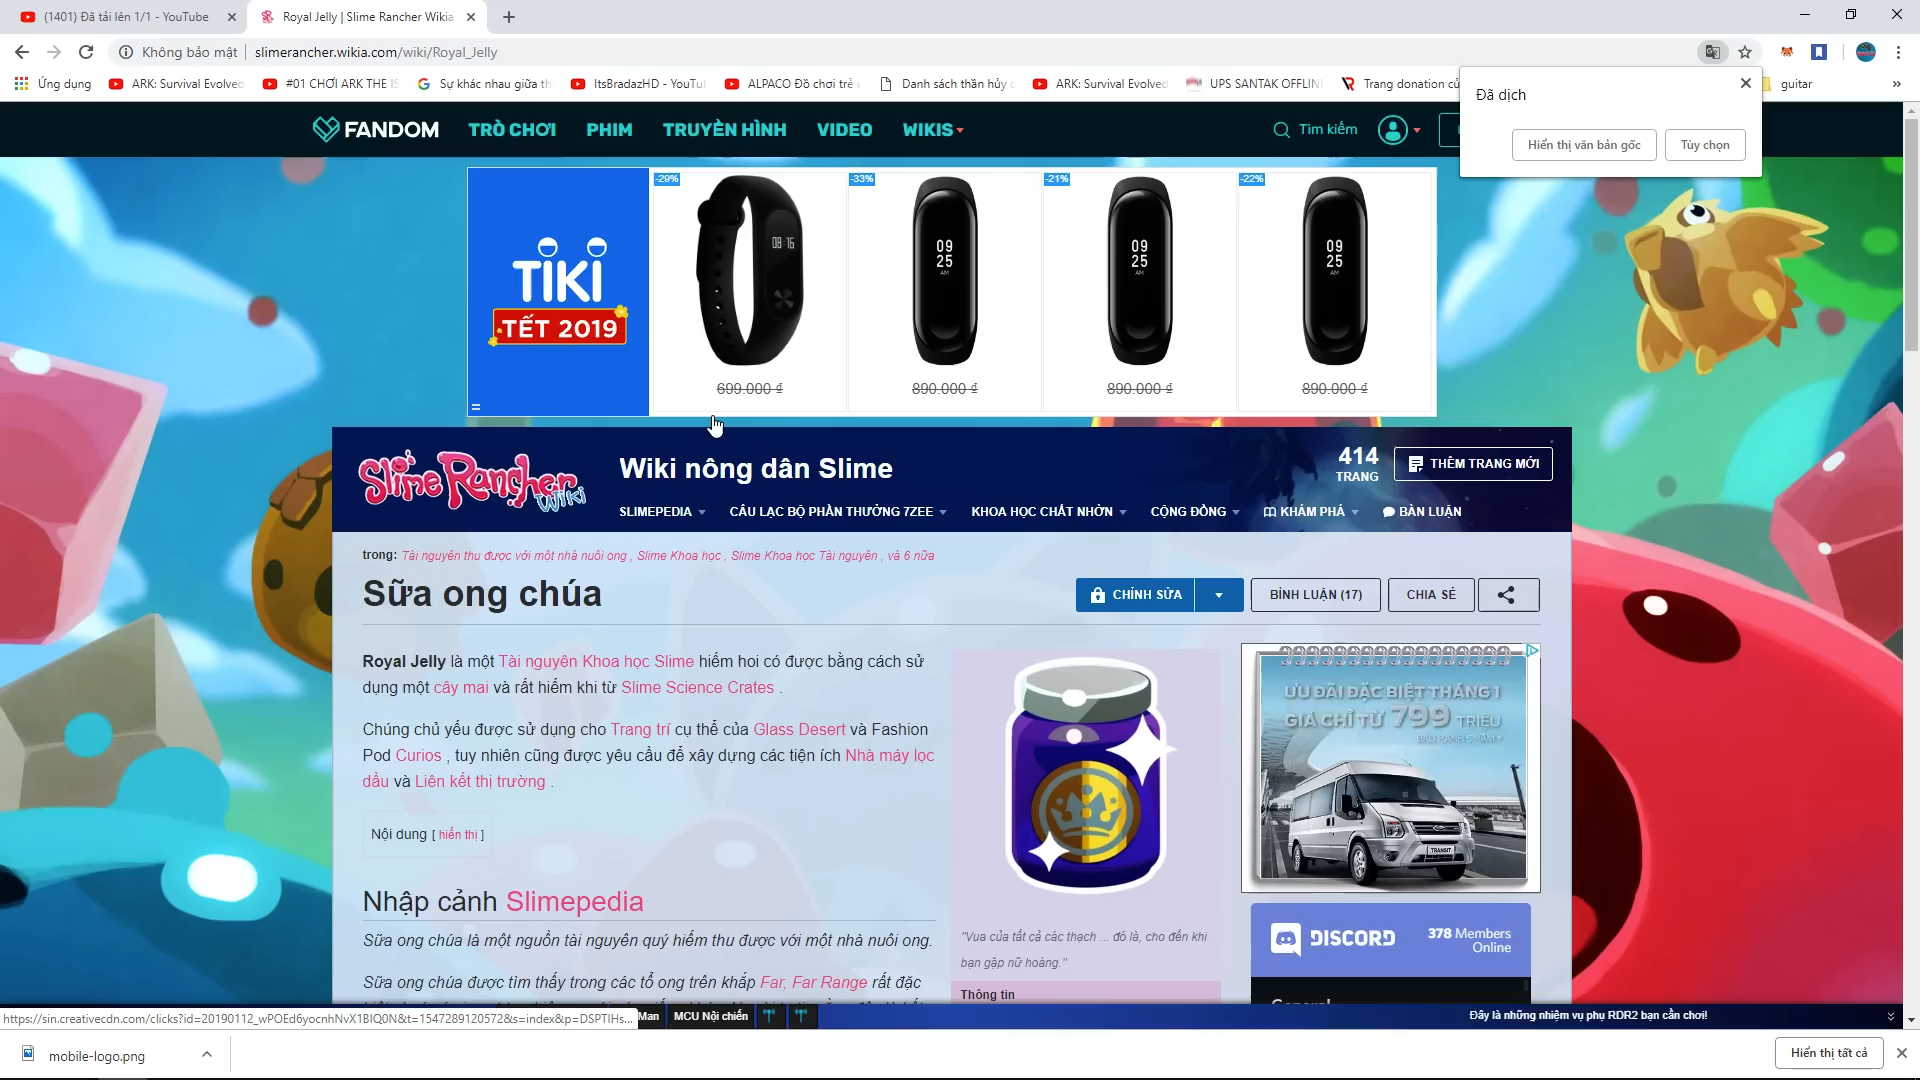 (1401) Đã tải lên 1/1 - YouTube
Royal Jelly | Slime Rancher Wikia
Không bảo mật
slimerancher.wikia.com/wiki/Royal_Jelly
Ứng dụng
ARK: Survival Evolved
#01 CHƠI ARK THE IS
Sự khác nhau giữa th
ItsBradazHD - YouTu
ALPACO Đồ chơi trẻ e
Danh sách thần hủy c
ARK: Survival Evolved
UPS SANTAK OFFLIN
Trang donation củ
guitar
Đã dịch
Hiển thị văn bản gốc
Tùy chọn
FANDOM
TRÒ CHƠI
PHIM
TRUYỀN HÌNH
VIDEO
WIKIS
Tìm kiếm
TIKI
TẾT 2019
-29%
-33%
-21%
-22%
08:16
09
25
AM
09
25
AM
09
25
AM
699.000 ₫
890.000 ₫
890.000 ₫
890.000 ₫
Slime Rancher
Wiki
Wiki nông dân Slime
414
TRANG
THÊM TRANG MỚI
SLIMEPEDIA
CÂU LẠC BỘ PHẦN THƯỞNG 7ZEE
KHOA HỌC CHẤT NHỜN
CỘNG ĐỒNG
KHÁM PHÁ
BÀN LUẬN
trong: Tài nguyên thu được với một nhà nuôi ong , Slime Khoa học , Slime Khoa học Tài nguyên , và 6 nữa
Sữa ong chúa
CHỈNH SỬA
BÌNH LUẬN (17)
CHIA SẺ
Royal Jelly là một Tài nguyên Khoa học Slime hiếm hoi có được bằng cách sử
dụng một cây mai và rất hiếm khi từ Slime Science Crates .
Chúng chủ yếu được sử dụng cho Trang trí cụ thể của Glass Desert và Fashion
Pod Curios , tuy nhiên cũng được yêu cầu để xây dựng các tiện ích Nhà máy lọc
dầu và Liên kết thị trường .
Nội dung [ hiển thị ]
Nhập cảnh Slimepedia
Sữa ong chúa là một nguồn tài nguyên quý hiếm thu được với một nhà nuôi ong.
Sữa ong chúa được tìm thấy trong các tổ ong trên khắp Far, Far Range rất đặc
"Vua của tất cả các thạch ... đó là, cho đến khi
bạn gặp nữ hoàng."
Thông tin
ƯU ĐÃI ĐẶC BIỆT THÁNG 1
GIÁ CHỈ TỪ 799 TRIỆU
TRANSIT
DISCORD
378 Members
Online
General
https://sin.creativecdn.com/clicks?id=20190112_wPOEd6yocnhNvX1BIQ0N&t=1547289120572&s=index&p=DSPTIHs...
Man
MCU Nội chiến
Đây là những nhiệm vụ phụ RDR2 bạn cần chơi!
mobile-logo.png
Hiển thị tất cả